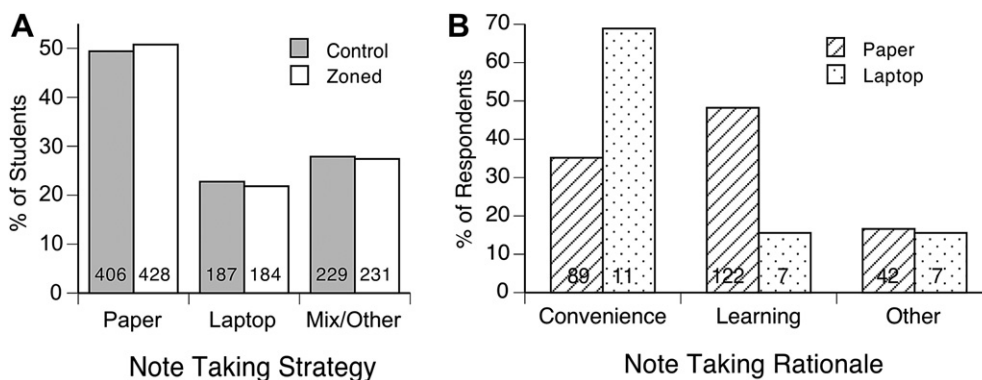 A
% of Students
50
40
30
20
10
0
Control
Zoned
406 428 187 184 229 231
Paper Laptop Mix/Other
Note Taking Strategy
B
% of Respondents
70
60
50
40
30
20
10
0
Paper
Laptop
89 11 122 7 42 7
Convenience Learning Other
Note Taking Rationale